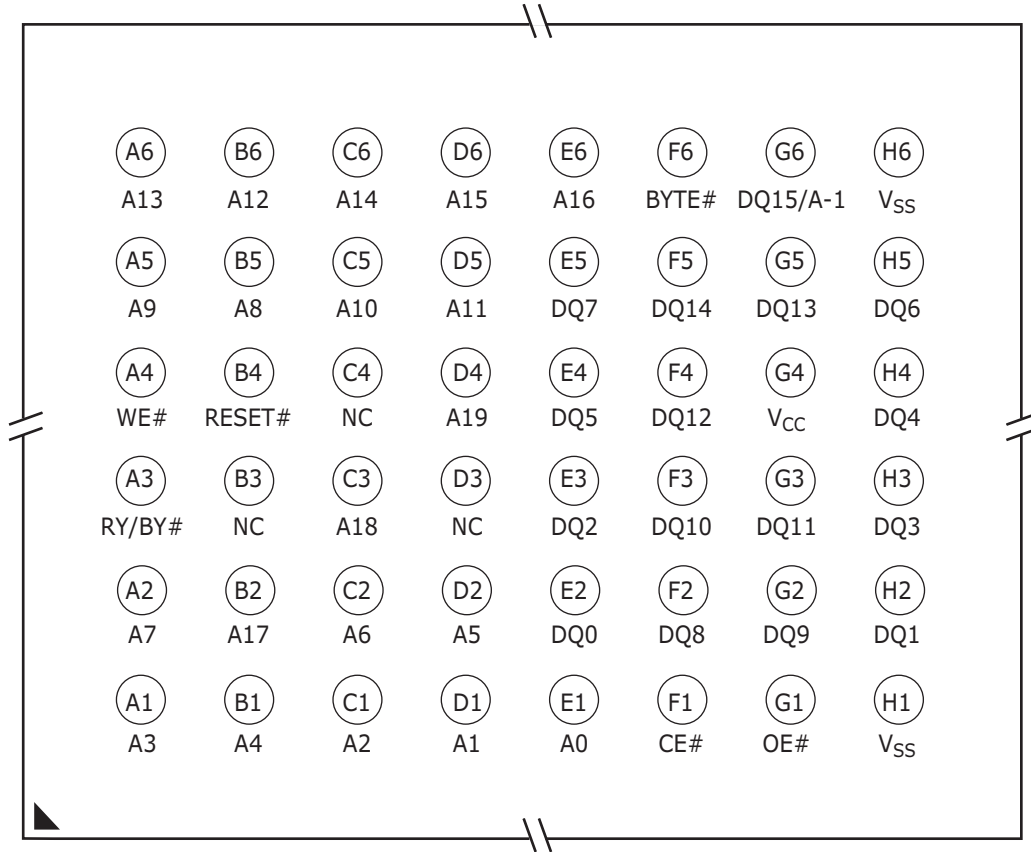 A6 B6 C6 D6 E6 F6 G6 H6
A13 A12 A14 A15 A16 BYTE# DQ15/A-1 VSS
A5 B5 C5 D5 E5 F5 G5 H5
A9 A8 A10 A11 DQ7 DQ14 DQ13 DQ6
A4 B4 C4 D4 E4 F4 G4 H4
WE# RESET# NC A19 DQ5 DQ12 VCC DQ4
A3 B3 C3 D3 E3 F3 G3 H3
RY/BY# NC A18 NC DQ2 DQ10 DQ11 DQ3
A2 B2 C2 D2 E2 F2 G2 H2
A7 A17 A6 A5 DQ0 DQ8 DQ9 DQ1
A1 B1 C1 D1 E1 F1 G1 H1
A3 A4 A2 A1 A0 CE# OE# VSS